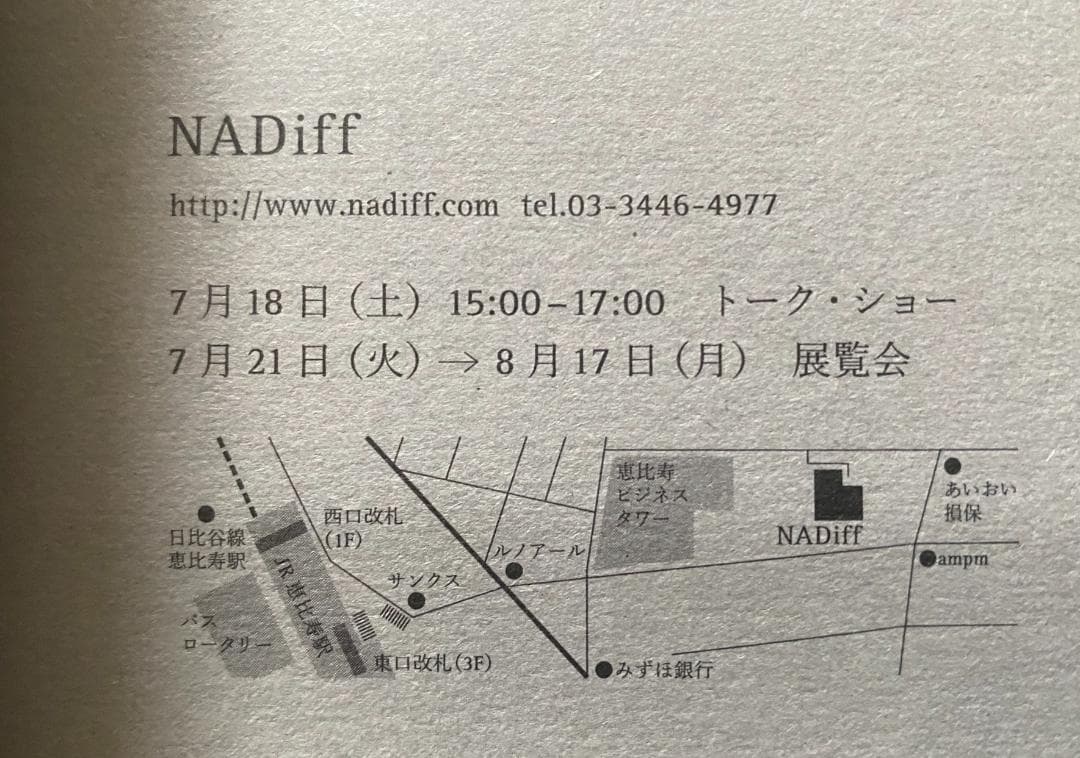 NADiff
http://www.nadiff.com tel.03-3446-4977
7月18日（土） 15:00–17:00 トーク・ショー
7月21日（火）→ 8月17日（月） 展覧会
恵比寿
ビジネス
タワー
あいおい
損保
NADiff
ampm
西口改札
(1F)
日比谷線
恵比寿駅
ルノアール
サンクス
JR 恵比寿駅
バス
ロータリー
東口改札(3F)
みずほ銀行